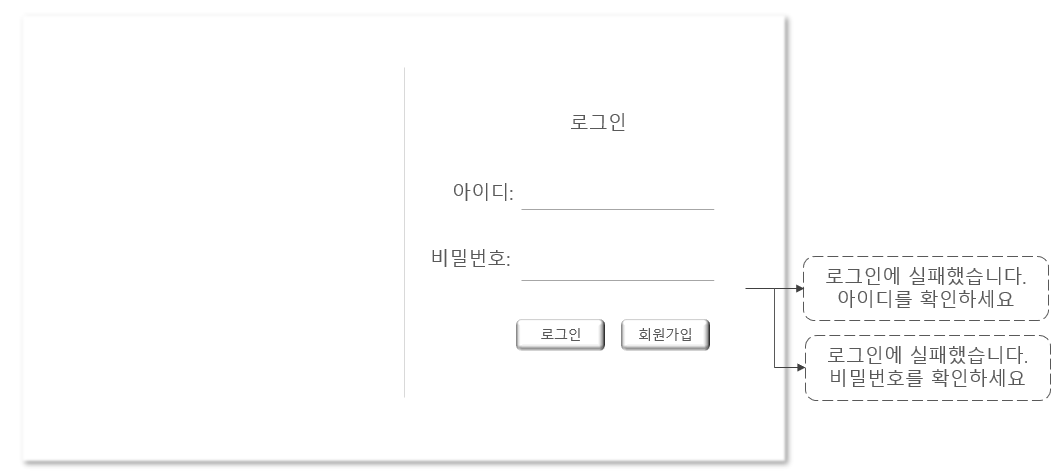 로그인
아이디:
비밀번호:
로그인 회원가입
로그인에 실패했습니다.
아이디를 확인하세요
로그인에 실패했습니다.
비밀번호를 확인하세요